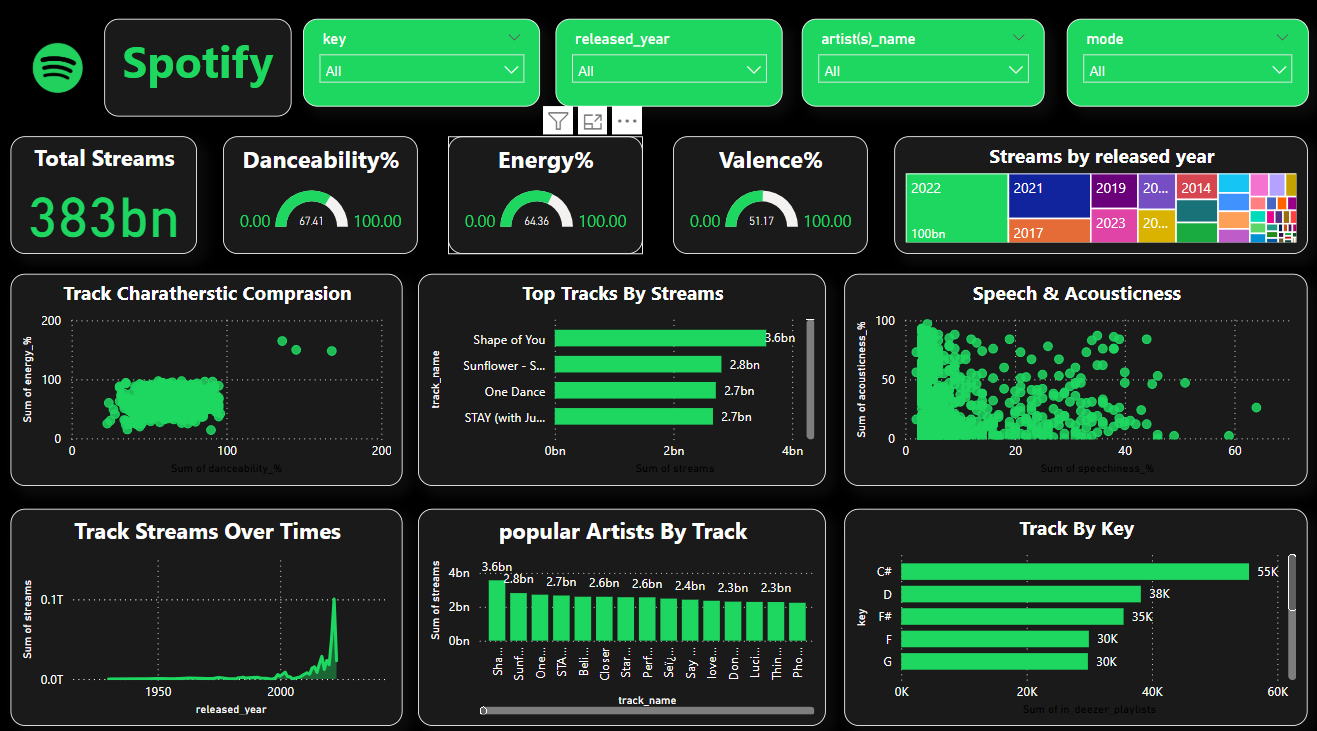 Spotify
key
All
released_year
All
artist(s)_name
All
mode
All
Total Streams
383bn
Danceability%
0.00 67.41 100.00
Energy%
0.00 64.36 100.00
Valence%
0.00 51.17 100.00
Streams by released year
2022
100bn
2021
2017
2019
2023
20...
20...
2014
Track Charatherstic Comprasion
Sum of energy_%
200
100
0
0 100 200
Sum of danceability_%
Top Tracks By Streams
track_name
Shape of You 3.6bn
Sunflower - S... 2.8bn
One Dance 2.7bn
STAY (with Ju... 2.7bn
0bn 2bn 4bn
Sum of streams
Speech & Acousticness
Sum of acousticness_%
100
50
0
0 20 40 60
Sum of speechiness_%
Track Streams Over Times
Sum of streams
0.1T
0.0T
1950 2000
released_year
popular Artists By Track
Sum of streams
4bn
2bn
0bn
3.6bn 2.8bn 2.7bn 2.6bn 2.6bn 2.4bn 2.3bn 2.3bn
Sha...
Sunf...
One...
STA...
Beli...
Closer
Star...
Perf...
Seï¿...
Say ...
love...
Don...
Luci...
Thin...
Pho...
track_name
Track By Key
key
C# 55K
D 38K
F# 35K
F 30K
G 30K
0K 20K 40K 60K
Sum of in_deezer_playlists